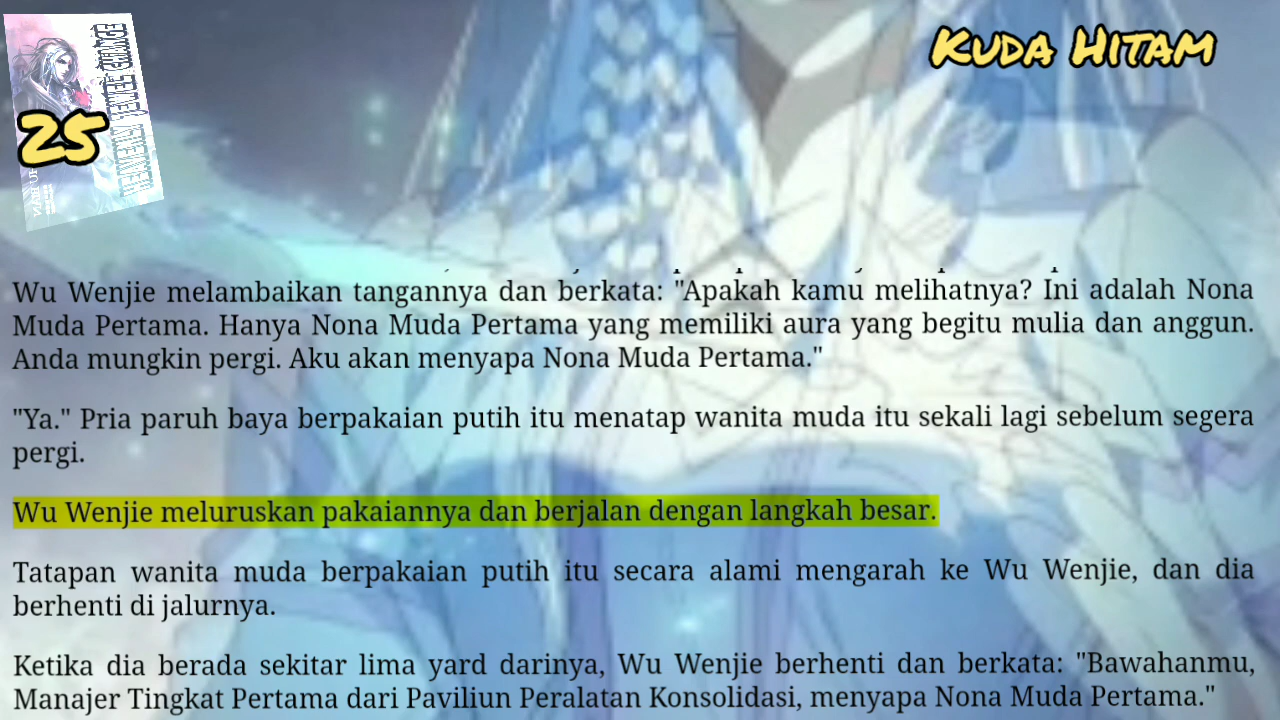 Kuda Hitam
25
HEAVENLY JEWEL CHANGE
Wu Wenjie melambaikan tangannya dan berkata: "Apakah kamu melihatnya? Ini adalah Nona
Muda Pertama. Hanya Nona Muda Pertama yang memiliki aura yang begitu mulia dan anggun.
Anda mungkin pergi. Aku akan menyapa Nona Muda Pertama."
"Ya." Pria paruh baya berpakaian putih itu menatap wanita muda itu sekali lagi sebelum segera
pergi.
Wu Wenjie meluruskan pakaiannya dan berjalan dengan langkah besar.
Tatapan wanita muda berpakaian putih itu secara alami mengarah ke Wu Wenjie, dan dia
berhenti di jalurnya.
Ketika dia berada sekitar lima yard darinya, Wu Wenjie berhenti dan berkata: "Bawahanmu,
Manajer Tingkat Pertama dari Paviliun Peralatan Konsolidasi, menyapa Nona Muda Pertama."